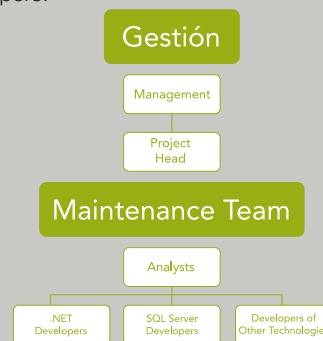 Gestión
Management
Project
Head
Maintenance Team
Analysts
.NET
Developers
SQL Server
Developers
Developers of
Other Technologie